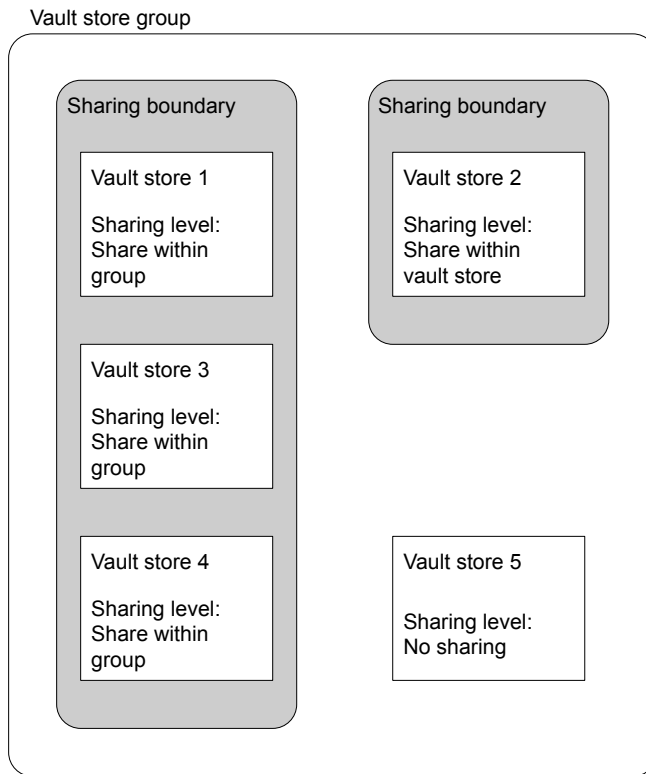 Vault store group
Sharing boundary
Vault store 1
Sharing level:
Share within
group
Vault store 3
Sharing level:
Share within
group
Vault store 4
Sharing level:
Share within
group
Sharing boundary
Vault store 2
Sharing level:
Share within
vault store
Vault store 5
Sharing level:
No sharing